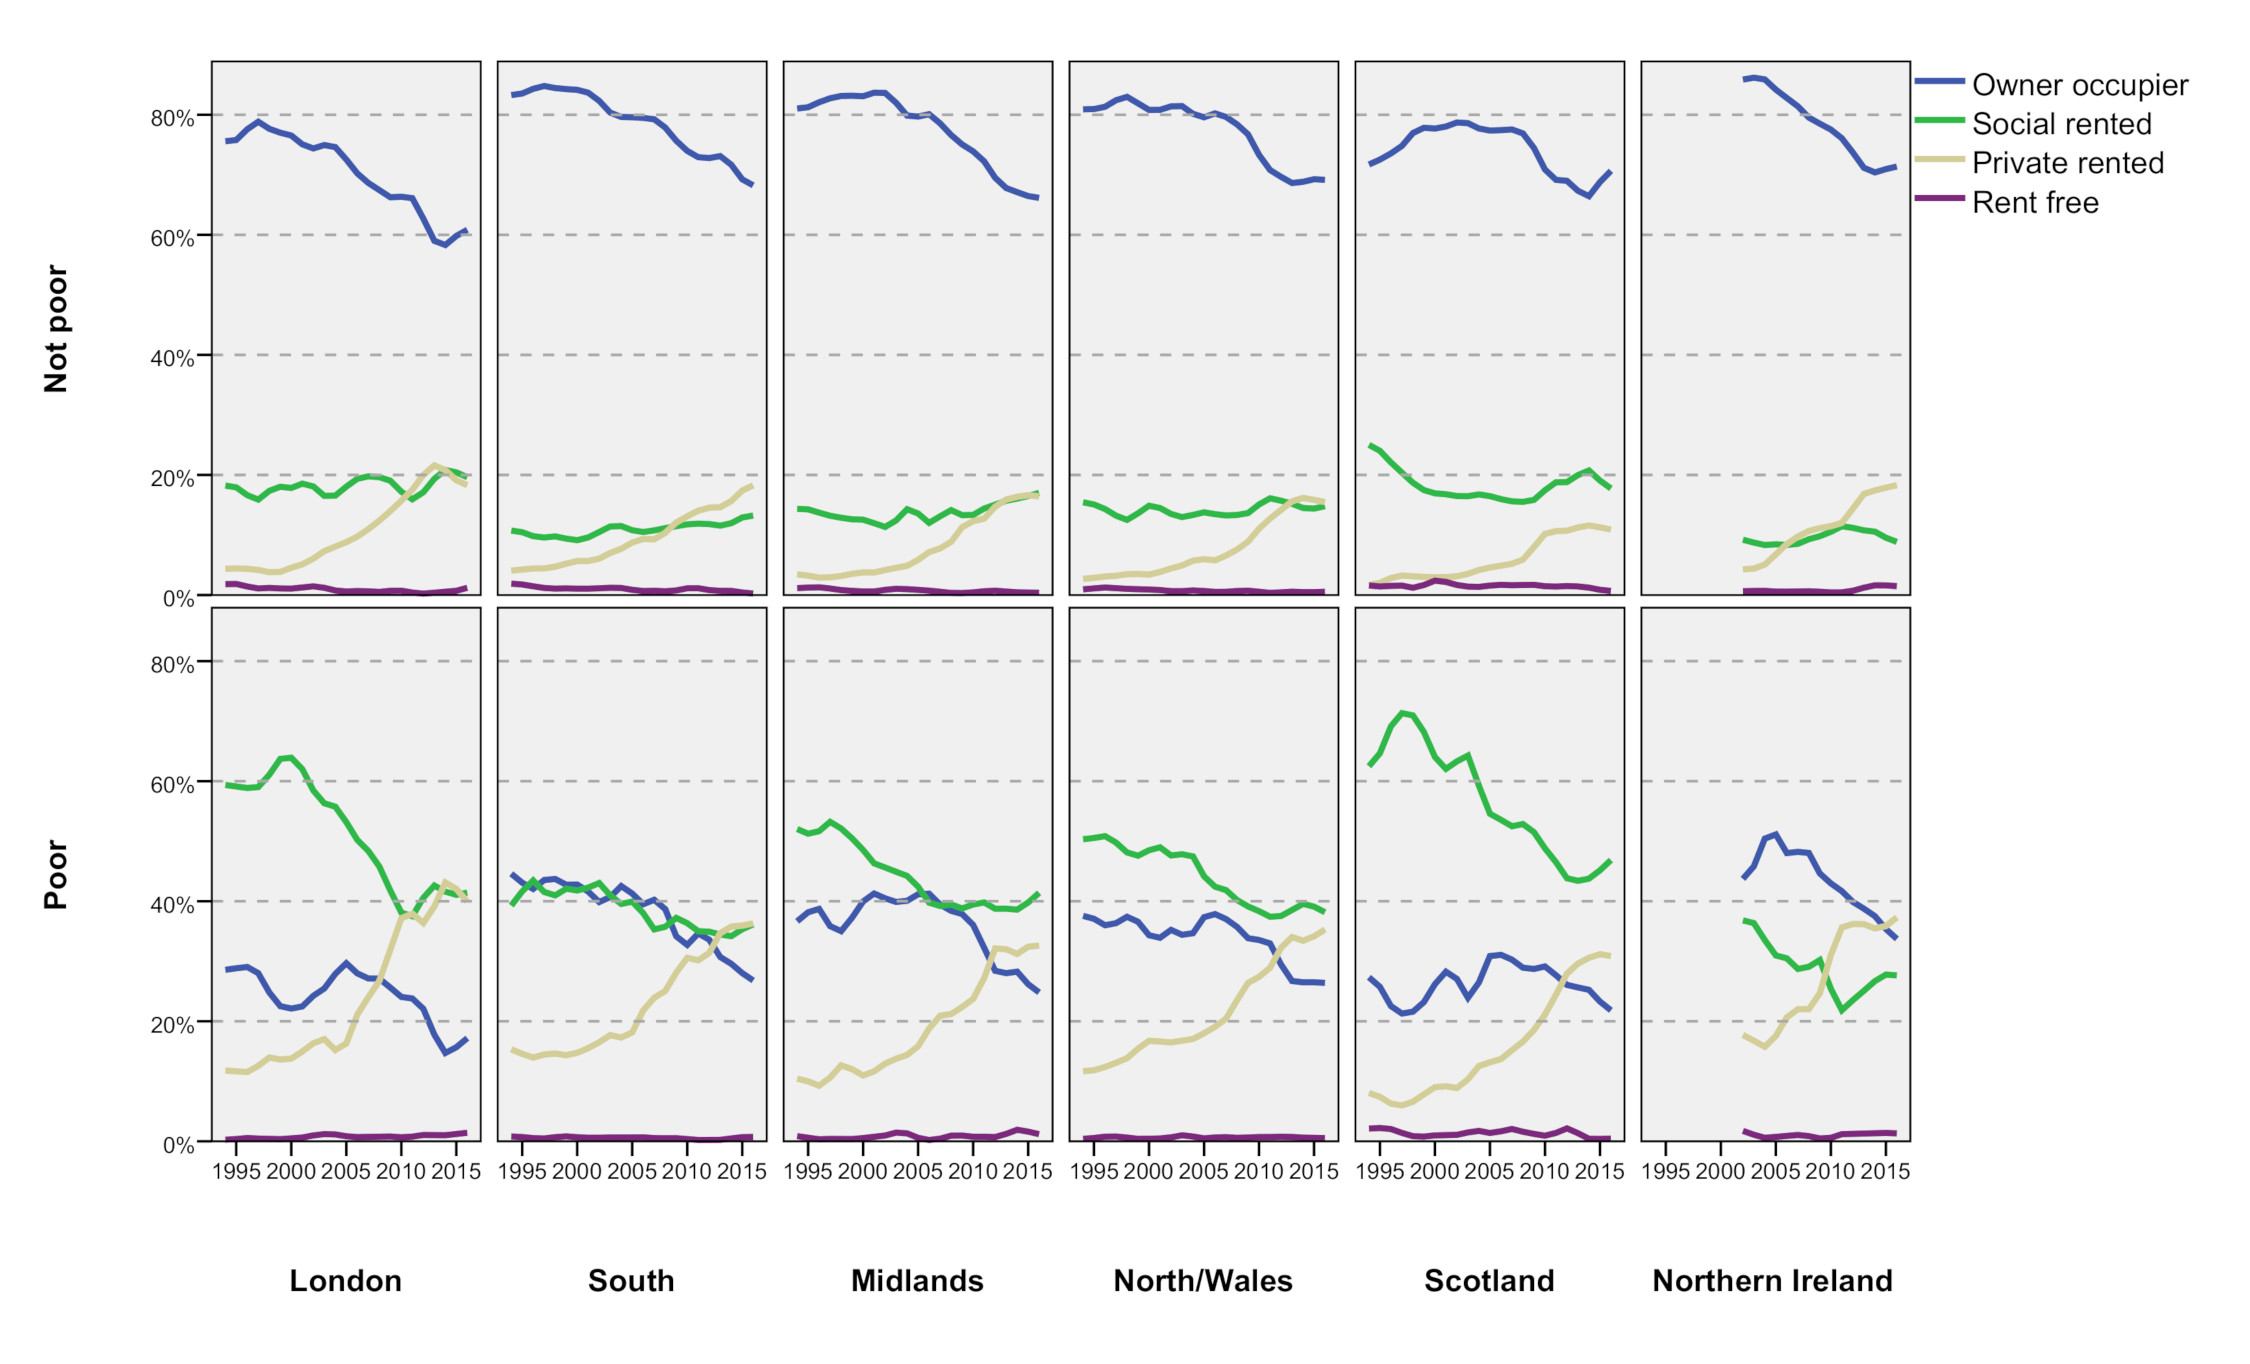 Owner occupier
Social rented
Private rented
Rent free
Not poor
80%
60%
40%
20%
0%
Poor
80%
60%
40%
20%
0%
1995 2000 2005 2010 2015 1995 2000 2005 2010 2015 1995 2000 2005 2010 2015 1995 2000 2005 2010 2015 1995 2000 2005 2010 2015 1995 2000 2005 2010 2015
London South Midlands North/Wales Scotland Northern Ireland